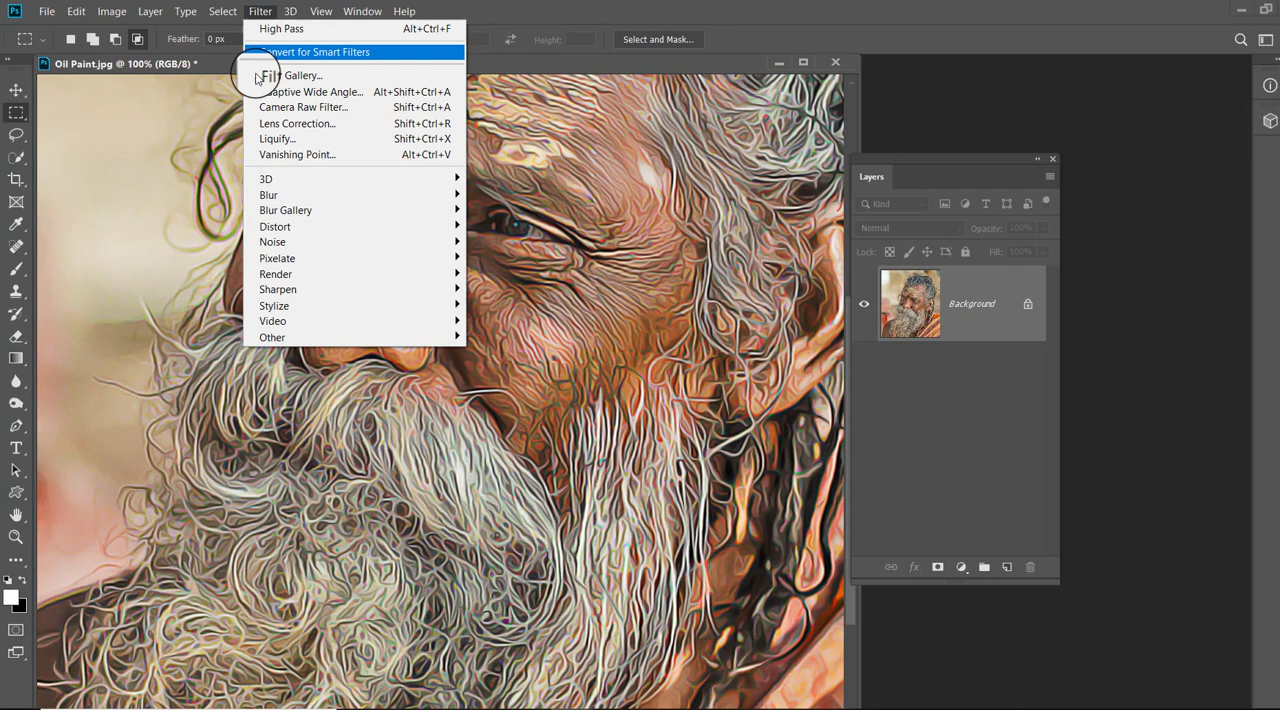 Ps File Edit Image Layer Type Select Filter 3D View Window Help
Feather: 0 px Height: Select and Mask...
Oil Paint.jpg @ 100% (RGB/8) *
High Pass Alt+Ctrl+F
Convert for Smart Filters
Filter Gallery...
Adaptive Wide Angle... Alt+Shift+Ctrl+A
Camera Raw Filter... Shift+Ctrl+A
Lens Correction... Shift+Ctrl+R
Liquify... Shift+Ctrl+X
Vanishing Point... Alt+Ctrl+V
3D
Blur
Blur Gallery
Distort
Noise
Pixelate
Render
Sharpen
Stylize
Video
Other
Layers
Kind
Normal Opacity: 100%
Lock: Fill: 100%
Background